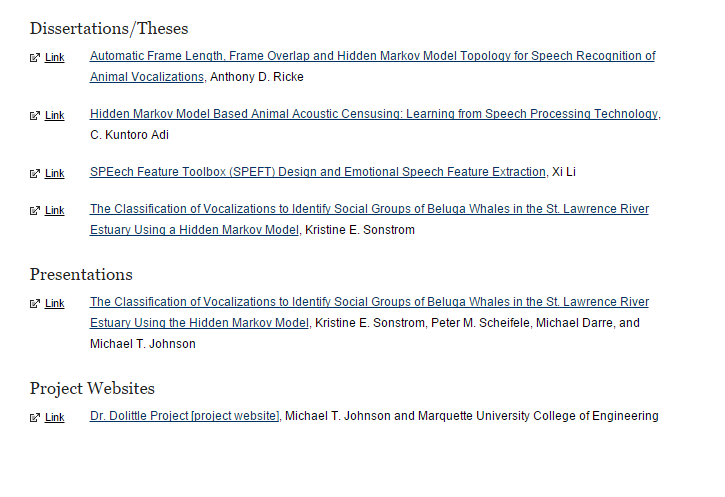 Dissertations/Theses
Link Automatic Frame Length, Frame Overlap and Hidden Markov Model Topology for Speech Recognition of
Animal Vocalizations, Anthony D. Ricke
Link Hidden Markov Model Based Animal Acoustic Censusing: Learning from Speech Processing Technology,
C. Kuntoro Adi
Link SPEech Feature Toolbox (SPEFT) Design and Emotional Speech Feature Extraction, Xi Li
Link The Classification of Vocalizations to Identify Social Groups of Beluga Whales in the St. Lawrence River
Estuary Using a Hidden Markov Model, Kristine E. Sonstrom
Presentations
Link The Classification of Vocalizations to Identify Social Groups of Beluga Whales in the St. Lawrence River
Estuary Using the Hidden Markov Model, Kristine E. Sonstrom, Peter M. Scheifele, Michael Darre, and
Michael T. Johnson
Project Websites
Link Dr. Dolittle Project [project website], Michael T. Johnson and Marquette University College of Engineering